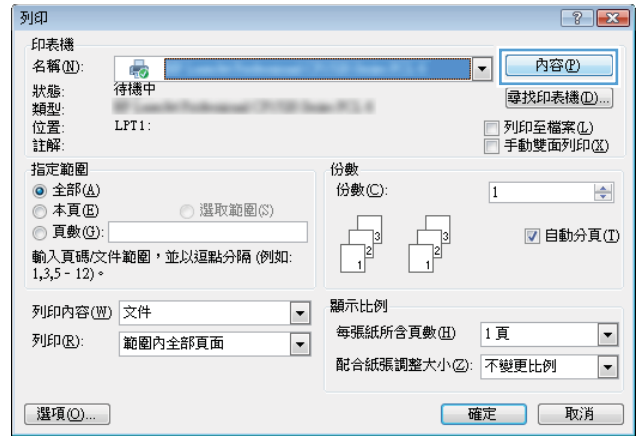 列印
印表機
名稱(N):
內容(P)
狀態: 待機中
尋找印表機(D)...
類型:
位置: LPT1:
列印至檔案(L)
註解:
手動雙面列印(X)
指定範圍
全部(A)
本頁(E) 選取範圍(S)
頁數(G):
輸入頁碼/文件範圍，並以逗點分隔 (例如:
1,3,5 - 12)。
份數
份數(C): 1
3 3
2 2
1 1
自動分頁(T)
列印內容(W) 文件
列印(R): 範圍內全部頁面
顯示比例
每張紙所含頁數(H) 1 頁
配合紙張調整大小(Z): 不變更比例
選項(O)... 確定 取消